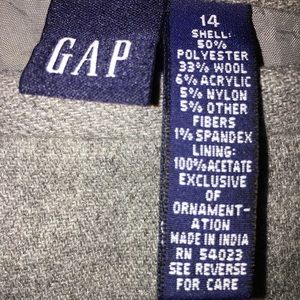 GAP
14
SHELL:
50%
POLYESTER
33% WOOL
6% ACRYLIC
5% NYLON
5% OTHER
FIBERS
1% SPANDEX
LINING:
100% ACETATE
EXCLUSIVE
OF
ORNAMENT-
ATION
MADE IN INDIA
RN 54023
SEE REVERSE
FOR CARE